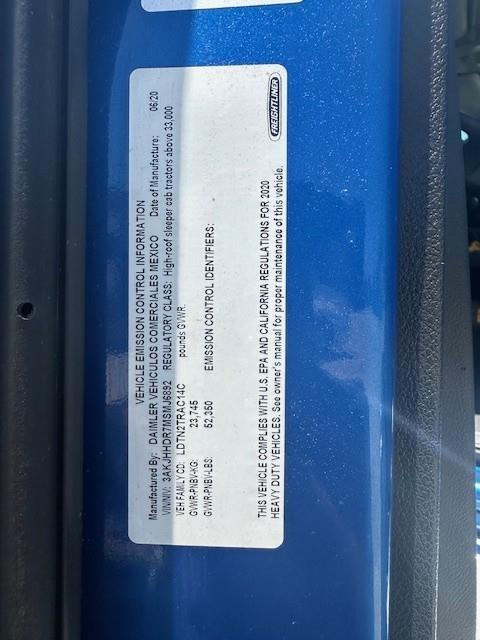 VEHICLE EMISSION CONTROL INFORMATION
Manufactured By: DAIMLER VEHICULOS COMERCIALES MEXICO Date of Manufacture: 06/20
VIN/NIV: 3AKJHHDR7MSMJ6892 REGULATORY CLASS: High-roof sleeper cab tractors above 33,000
VEH FAMILY CD: LDTN2TRAC14C pounds GVWR.
GVWR-PNBV-KG: 23,745
GVWR-PNBV-LBS: 52,350 EMISSION CONTROL IDENTIFIERS:
THIS VEHICLE COMPLIES WITH U.S. EPA AND CALIFORNIA REGULATIONS FOR 2020
HEAVY DUTY VEHICLES. See owner's manual for proper maintenance of this vehicle.
FREIGHTLINER